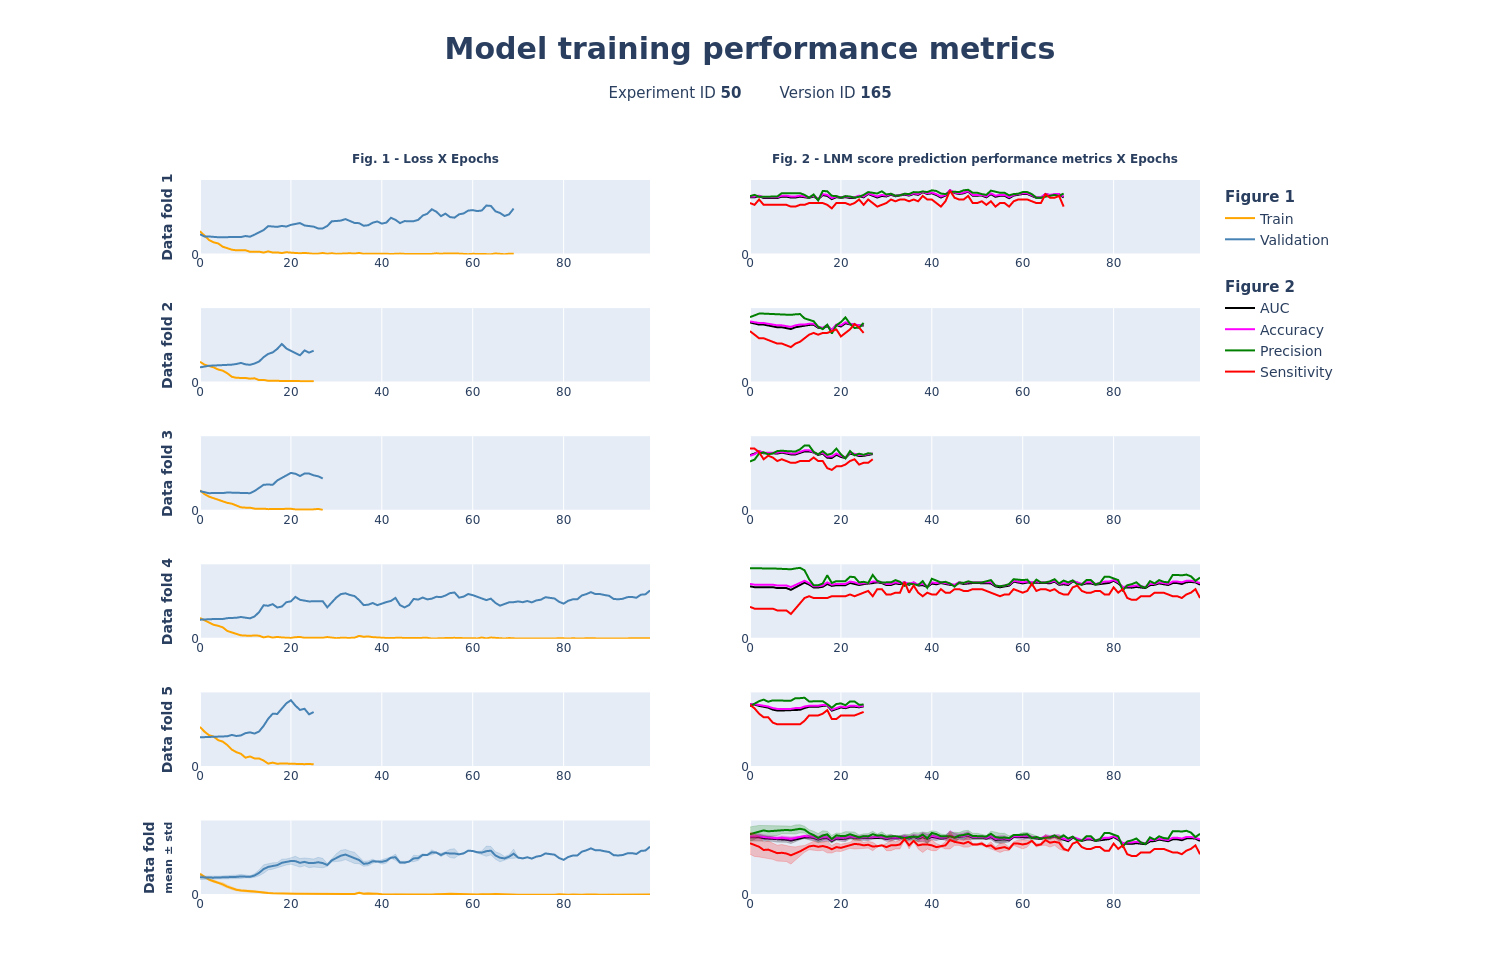 Model training performance metrics
Experiment ID 50 Version ID 165
Fig. 1 - Loss X Epochs
Fig. 2 - LNM score prediction performance metrics X Epochs
Data fold 1
0
0 20 40 60 80
0
0 20 40 60 80
Figure 1
Train
Validation
Figure 2
AUC
Accuracy
Precision
Sensitivity
Data fold 2
0
0 20 40 60 80
0
0 20 40 60 80
Data fold 3
0
0 20 40 60 80
0
0 20 40 60 80
Data fold 4
0
0 20 40 60 80
0
0 20 40 60 80
Data fold 5
0
0 20 40 60 80
0
0 20 40 60 80
Data fold
mean ± std
0
0 20 40 60 80
0
0 20 40 60 80